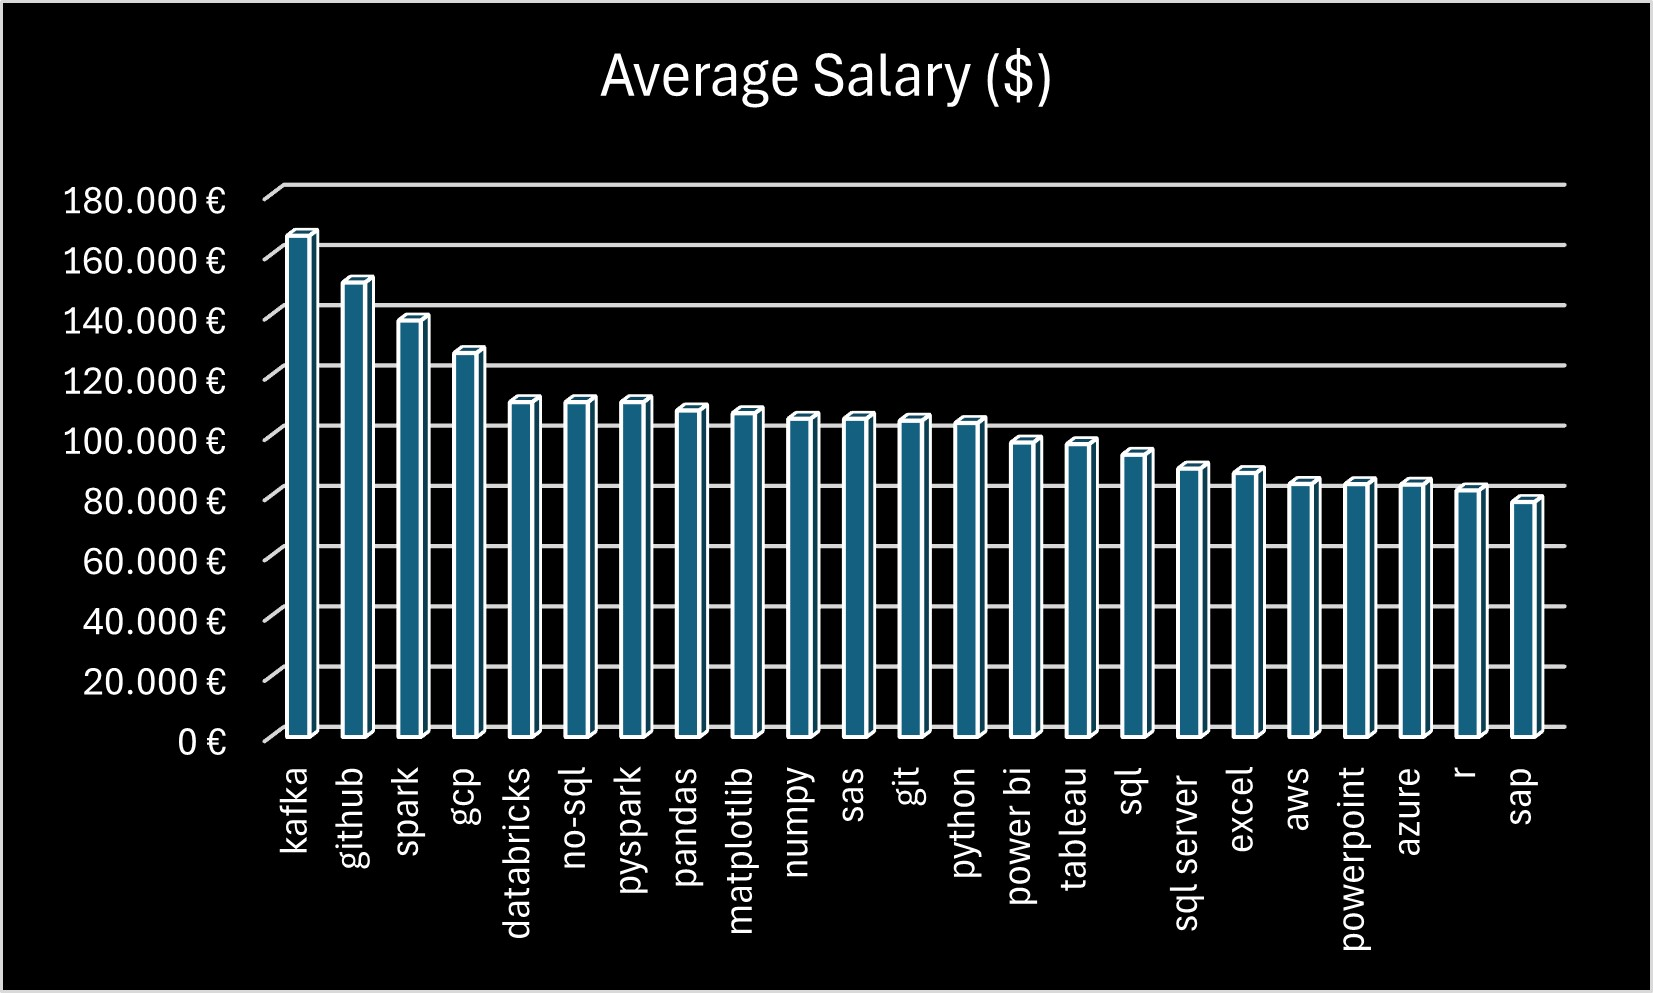 Average Salary ($)
180.000 €
160.000 €
140.000 €
120.000 €
100.000 €
80.000 €
60.000 €
40.000 €
20.000 €
0 €
kafka
github
spark
gcp
databricks
no-sql
pyspark
pandas
matplotlib
numpy
sas
git
python
power bi
tableau
sql
sql server
excel
aws
powerpoint
azure
r
sap